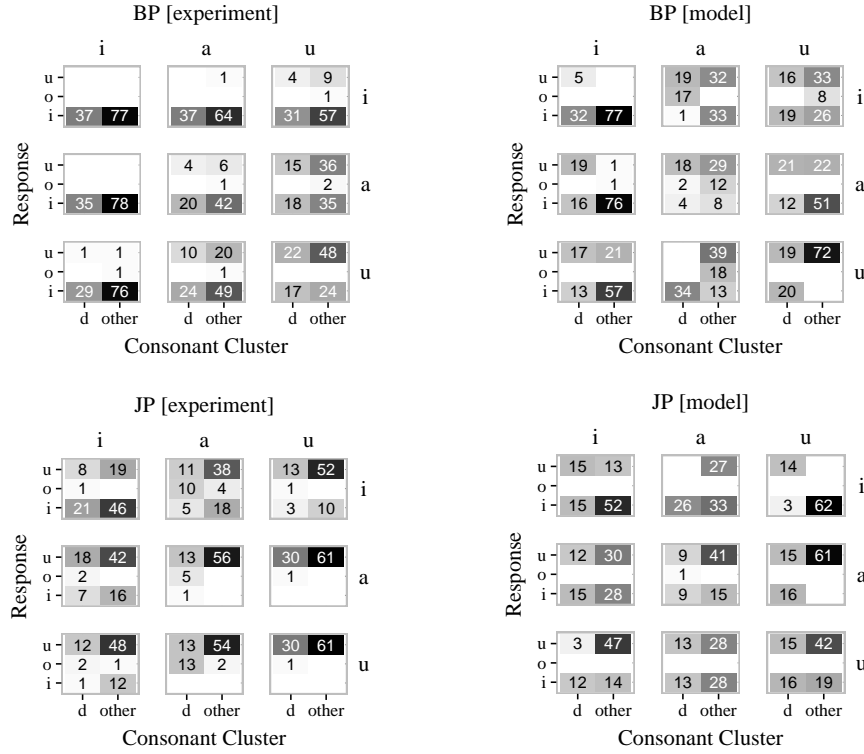 BP [experiment]
i a u
u 1 4 9
o 1
i 37 77 37 64 31 57
i
u 4 6 15 36
o 1 2
i 35 78 20 42 18 35
a
u 1 1 10 20 22 48
o 1 1
i 29 76 24 49 17 24
u
d other d other d other
Response
Consonant Cluster
BP [model]
i a u
u 5 19 32 16 33
o 17 8
i 32 77 1 33 19 26
i
u 19 1 18 29 21 22
o 1 2 12
i 16 76 4 8 12 51
a
u 17 21 39 19 72
o 18
i 13 57 34 13 20
u
d other d other d other
Response
Consonant Cluster
JP [experiment]
i a u
u 8 19 11 38 13 52
o 1 10 4 1
i 21 46 5 18 3 10
i
u 18 42 13 56 30 61
o 2 5 1
i 7 16 1
a
u 12 48 13 54 30 61
o 2 1 13 2 1
i 1 12
u
d other d other d other
Response
Consonant Cluster
JP [model]
i a u
u 15 13 27 14
o
i 15 52 26 33 3 62
i
u 12 30 9 41 15 61
o 1
i 15 28 9 15 16
a
u 3 47 13 28 15 42
o
i 12 14 13 28 16 19
u
d other d other d other
Response
Consonant Cluster